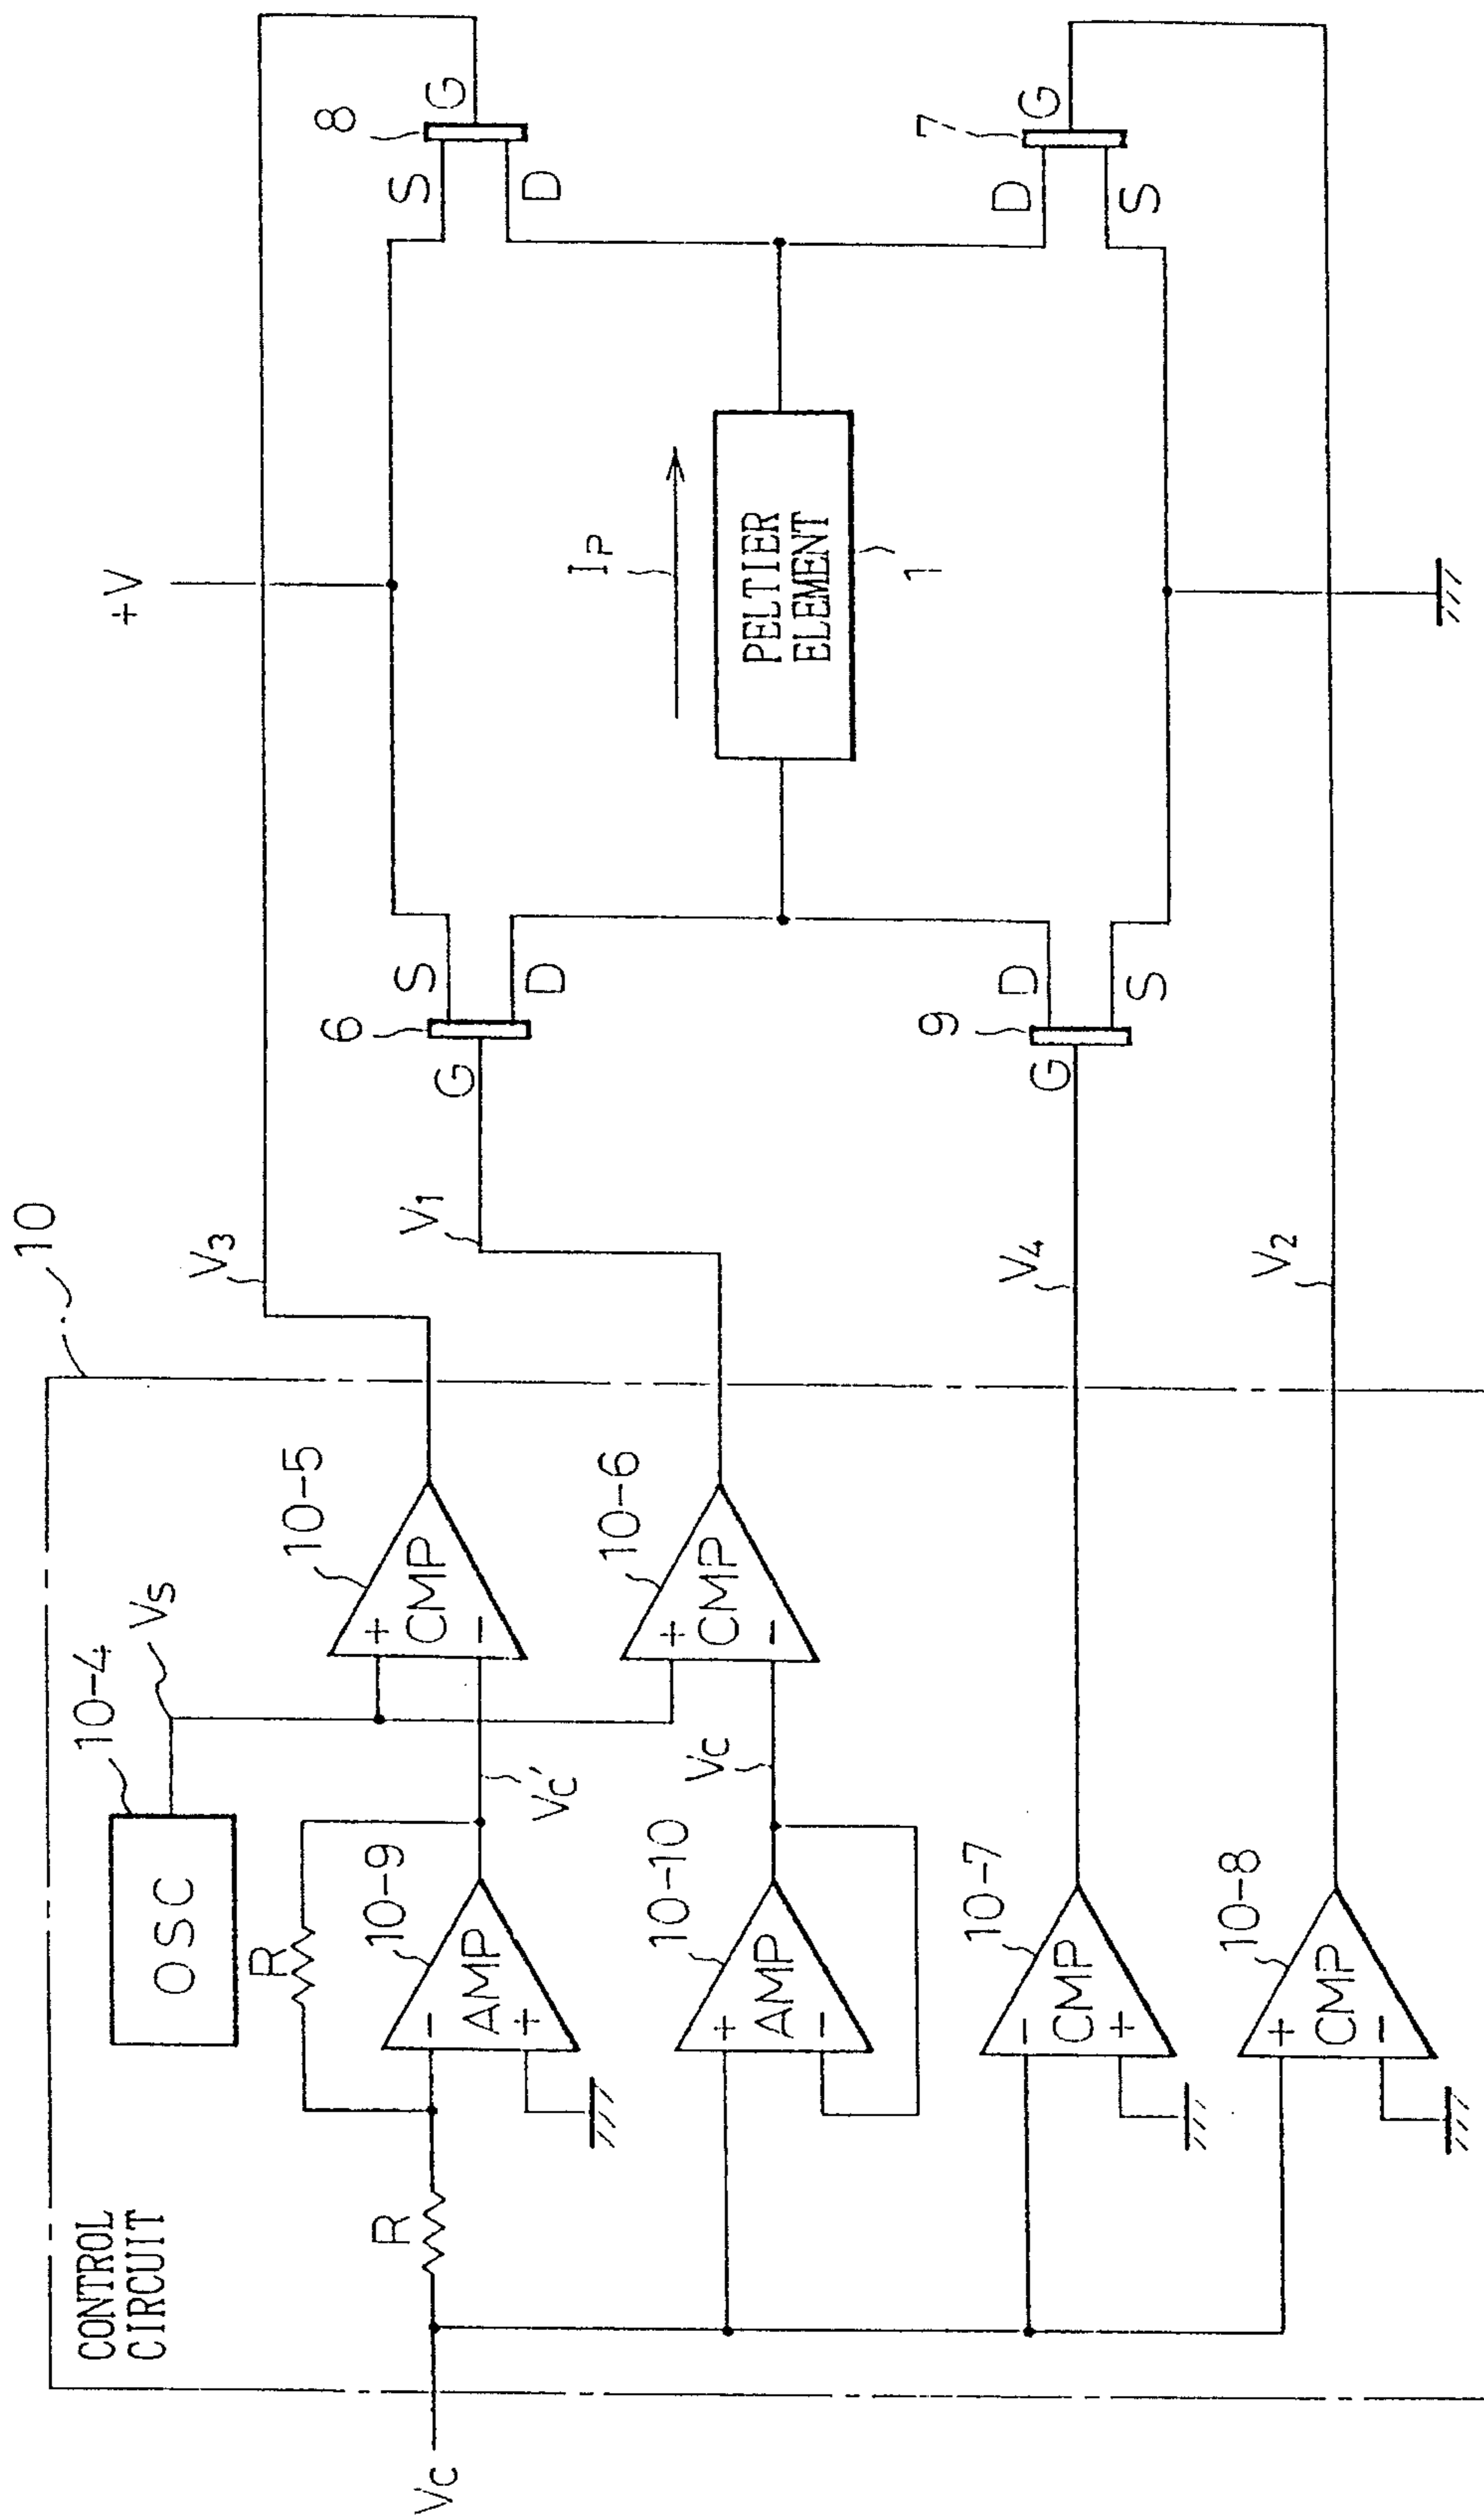 CONTROL
CIRCUIT
10
OSC
10-4
VS
R
R
10-9
AMP
-
+
VC'
10-5
CMP
+
-
V3
VC
10-10
AMP
+
-
VC
10-6
CMP
+
-
V1
10-7
CMP
-
+
V4
10-8
CMP
+
-
V2
+V
6
S
G
D
8
S
G
D
IP
PELTIER
ELEMENT
1
9
D
G
S
7
D
G
S